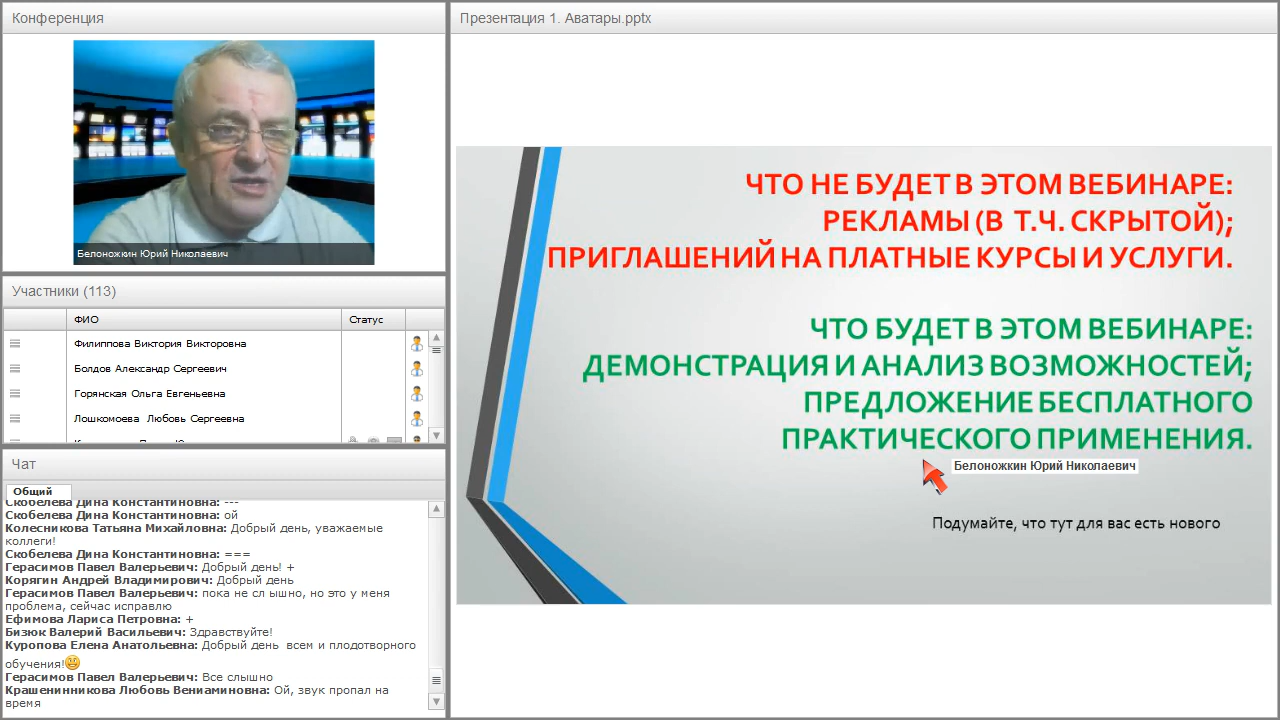 Конференция
Белоножкин Юрий Николаевич
Участники (113)
ФИО
Статус
Филиппова Виктория Викторовна
Болдов Александр Сергеевич
Горянская Ольга Евгеньевна
Лошкомоева Любовь Сергеевна
Чат
Общий
Скобелева Дина Константиновна: ---
Скобелева Дина Константиновна: ой
Колесникова Татьяна Михайловна: Добрый день, уважаемые
коллеги!
Скобелева Дина Константиновна: ===
Герасимов Павел Валерьевич: Добрый день! +
Корягин Андрей Владимирович: Добрый день
Герасимов Павел Валерьевич: пока не сл ышно, но это у меня
проблема, сейчас исправлю
Ефимова Лариса Петровна: +
Бизюк Валерий Васильевич: Здравствуйте!
Куропова Елена Анатольевна: Добрый день всем и плодотворного
обучения!
Герасимов Павел Валерьевич: Все слышно
Крашенинникова Любовь Вениаминовна: Ой, звук пропал на
время
Презентация 1. Аватары.pptx
ЧТО НЕ БУДЕТ В ЭТОМ ВЕБИНАРЕ:
РЕКЛАМЫ (В Т.Ч. СКРЫТОЙ);
ПРИГЛАШЕНИЙ НА ПЛАТНЫЕ КУРСЫ И УСЛУГИ.
ЧТО БУДЕТ В ЭТОМ ВЕБИНАРЕ:
ДЕМОНСТРАЦИЯ И АНАЛИЗ ВОЗМОЖНОСТЕЙ;
ПРЕДЛОЖЕНИЕ БЕСПЛАТНОГО
ПРАКТИЧЕСКОГО ПРИМЕНЕНИЯ.
Белоножкин Юрий Николаевич
Подумайте, что тут для вас есть нового